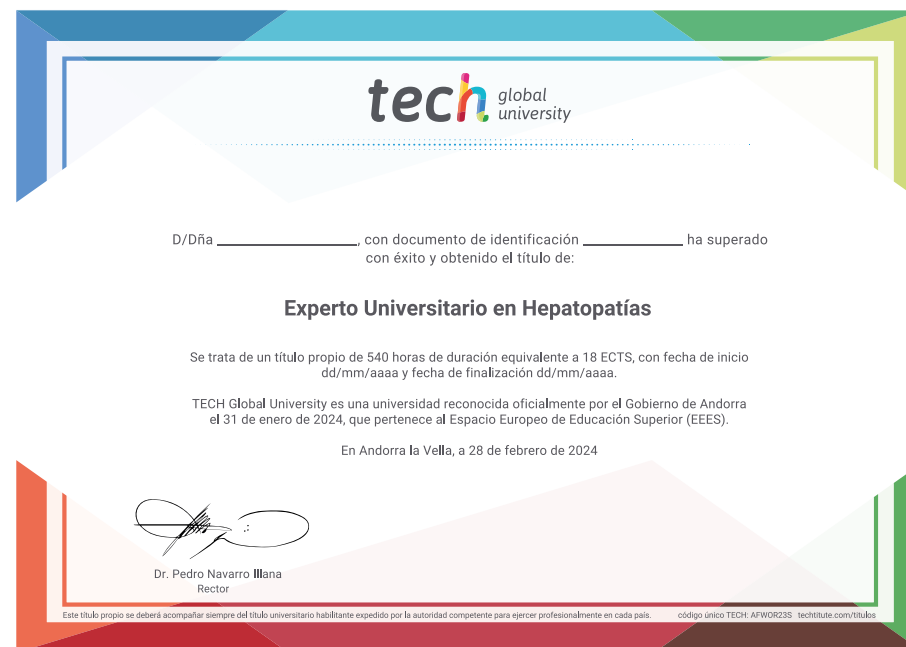 tech global university
D/Dña ____________________, con documento de identificación ______________ ha superado
con éxito y obtenido el título de:
Experto Universitario en Hepatopatías
Se trata de un título propio de 540 horas de duración equivalente a 18 ECTS, con fecha de inicio
dd/mm/aaaa y fecha de finalización dd/mm/aaaa.
TECH Global University es una universidad reconocida oficialmente por el Gobierno de Andorra
el 31 de enero de 2024, que pertenece al Espacio Europeo de Educación Superior (EEES).
En Andorra la Vella, a 28 de febrero de 2024
Dr. Pedro Navarro Illana
Rector
Este título propio se deberá acompañar siempre del título universitario habilitante expedido por la autoridad competente para ejercer profesionalmente en cada país. código único TECH: AFWOR23S techtitute.com/titulos